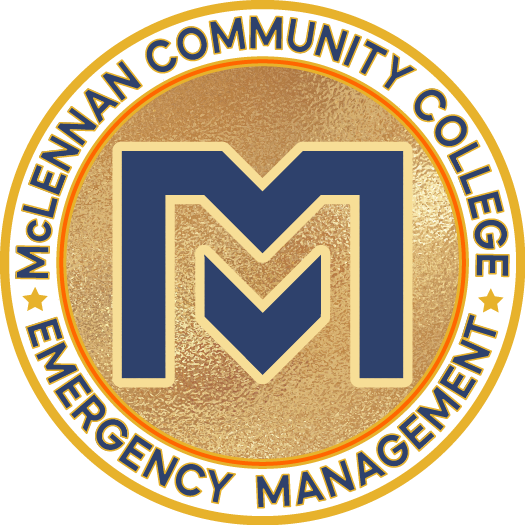 McLENNAN COMMUNITY COLLEGE
M
EMERGENCY MANAGEMENT